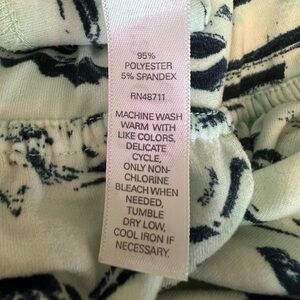 95%
POLYESTER
5% SPANDEX
RN48711
MACHINE WASH
WARM WITH
LIKE COLORS,
DELICATE
CYCLE,
ONLY NON-
CHLORINE
BLEACH WHEN
NEEDED,
TUMBLE
DRY LOW,
COOL IRON IF
NECESSARY.